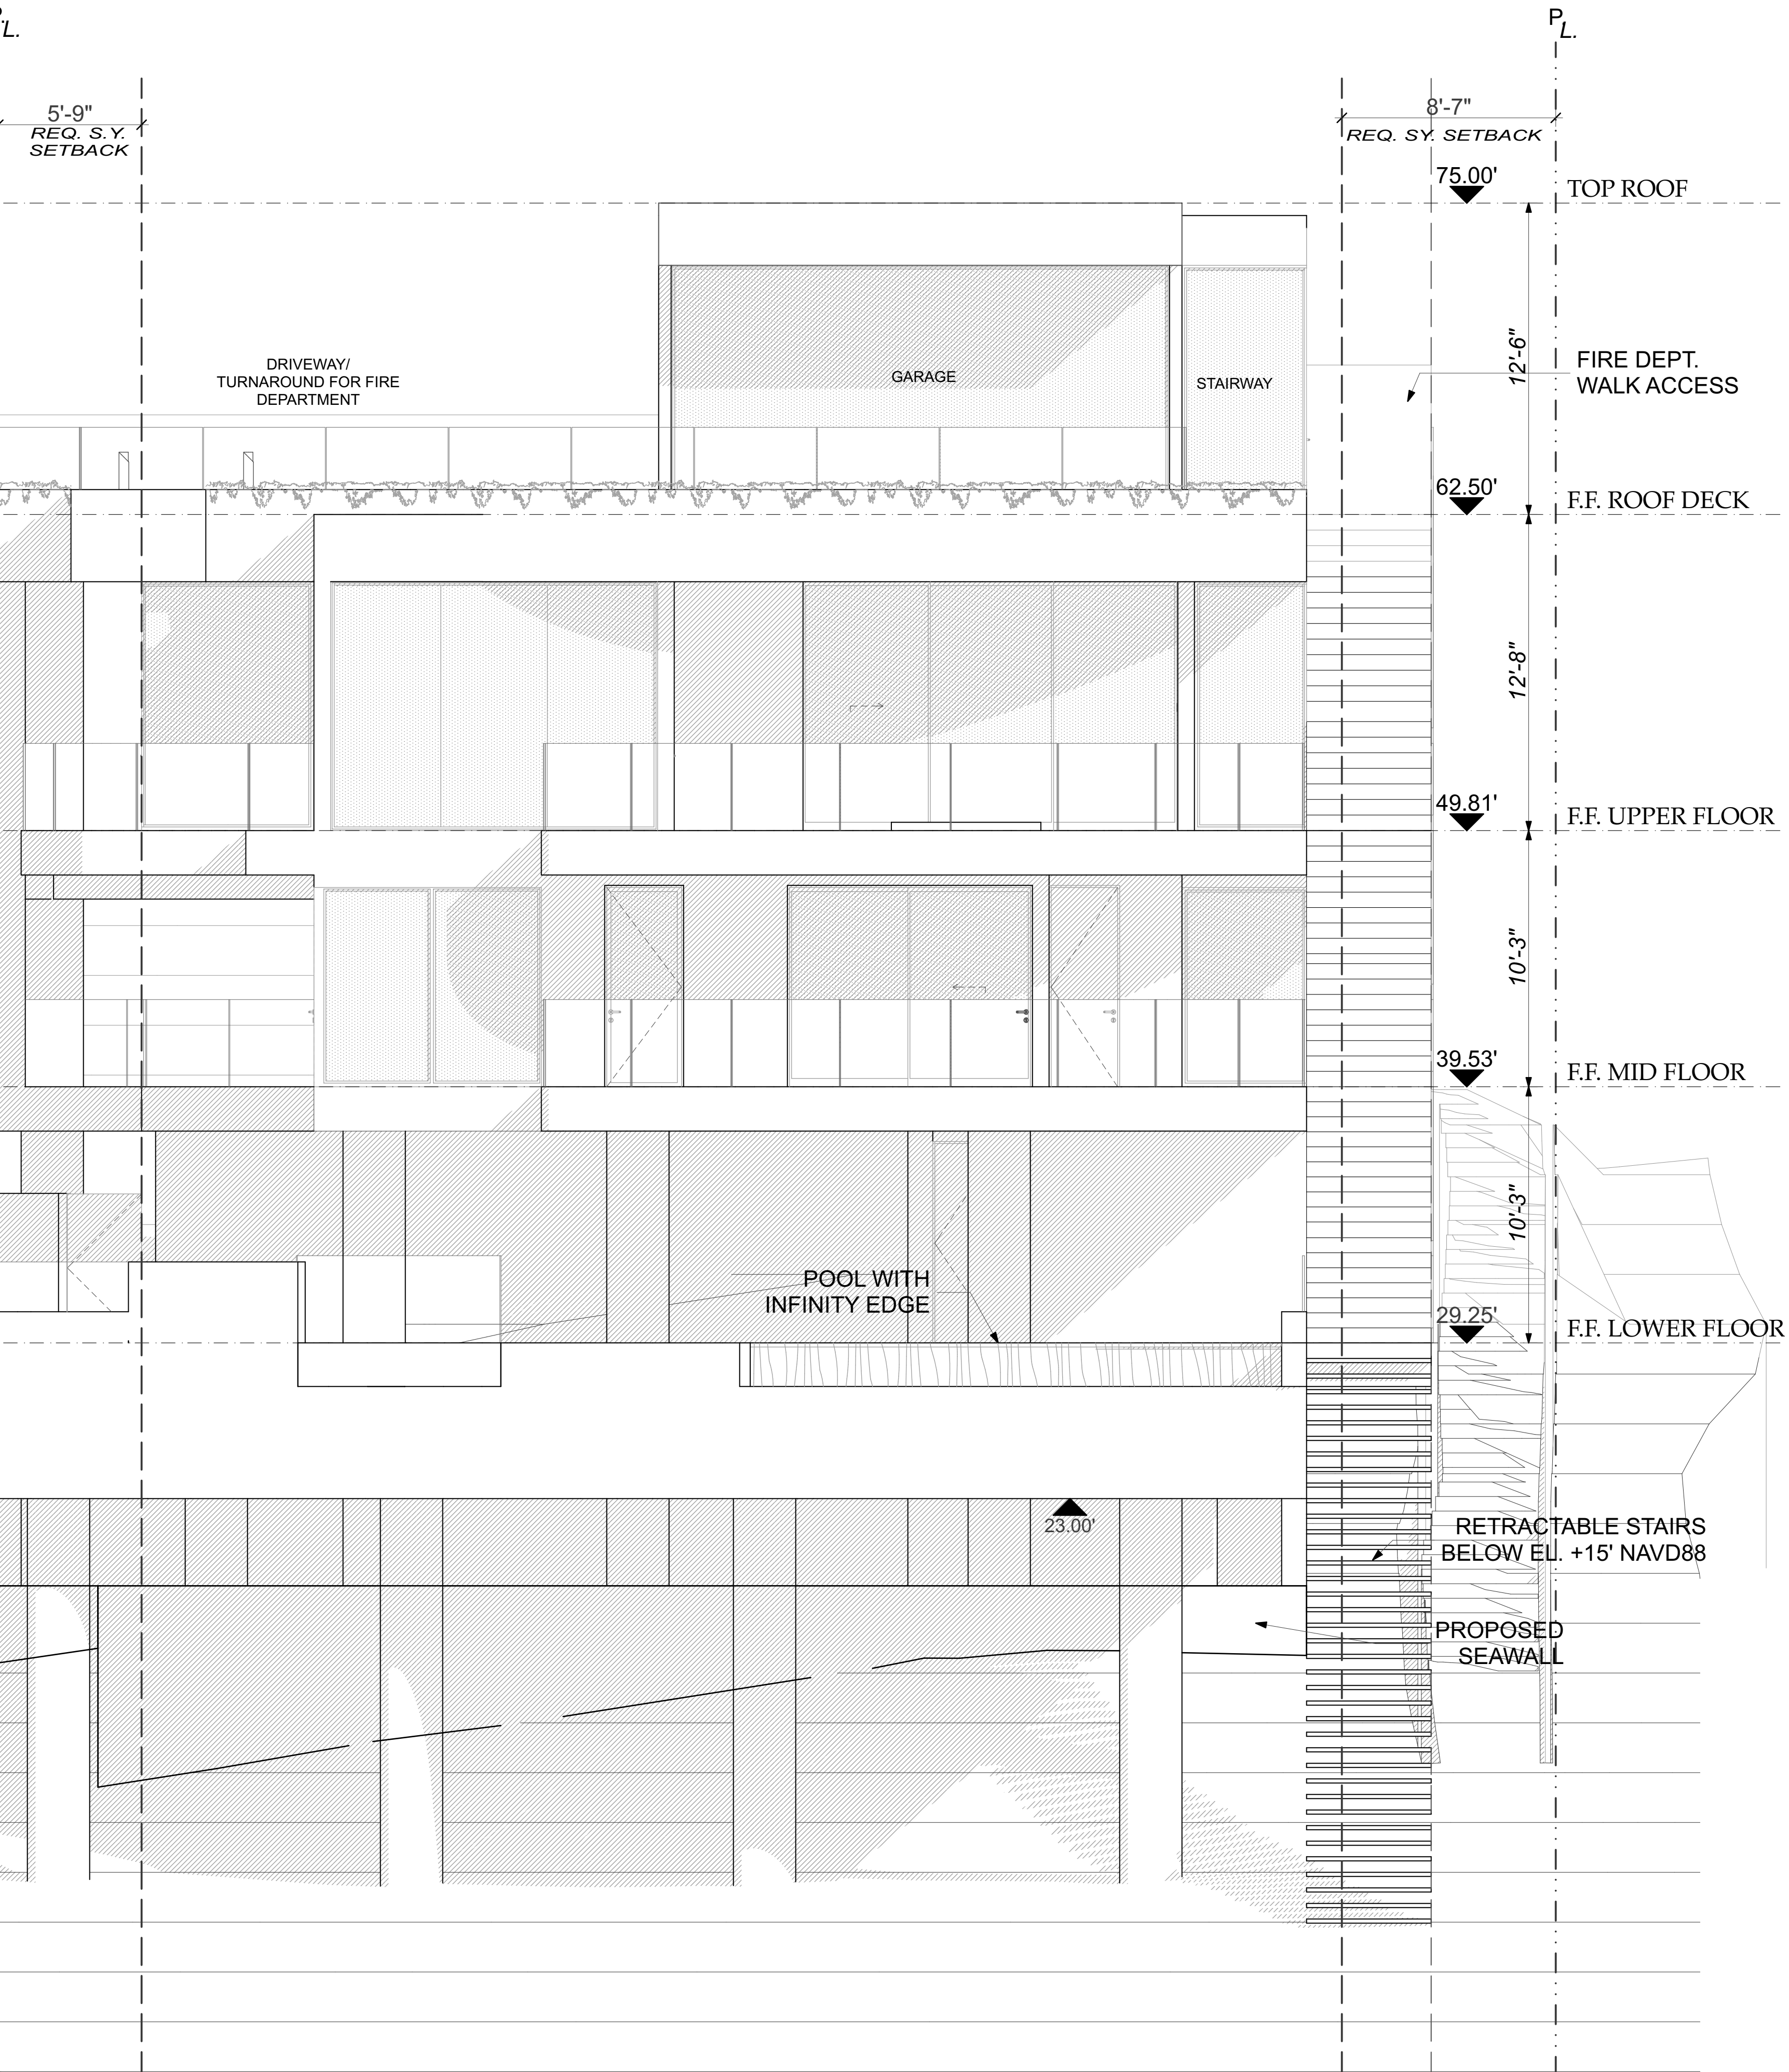 P.
L.
P
L.
5'-9"
REQ. S.Y.
SETBACK
8'-7"
REQ. SY. SETBACK
75.00'
TOP ROOF
12'-6"
DRIVEWAY/
TURNAROUND FOR FIRE
DEPARTMENT
GARAGE
STAIRWAY
FIRE DEPT.
WALK ACCESS
62.50'
F.F. ROOF DECK
12'-8"
49.81'
F.F. UPPER FLOOR
10'-3"
39.53'
F.F. MID FLOOR
10'-3"
POOL WITH
INFINITY EDGE
29.25'
F.F. LOWER FLOOR
23.00'
RETRACTABLE STAIRS
BELOW EL. +15' NAVD88
PROPOSED
SEAWALL